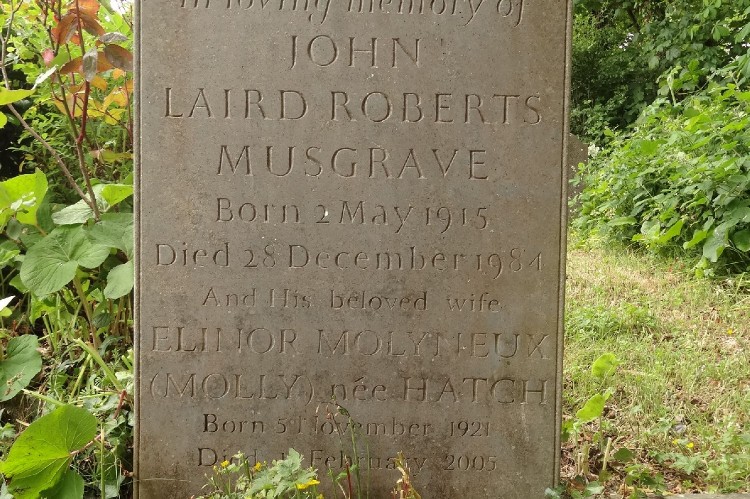 In loving memory of
JOHN
LAIRD ROBERTS
MUSGRAVE
Born 2 May 1915
Died 28 December 1984
And His beloved wife
ELINOR MOLYNEUX
(MOLLY) née HATCH
Born 5 November 1921
Died February 2005